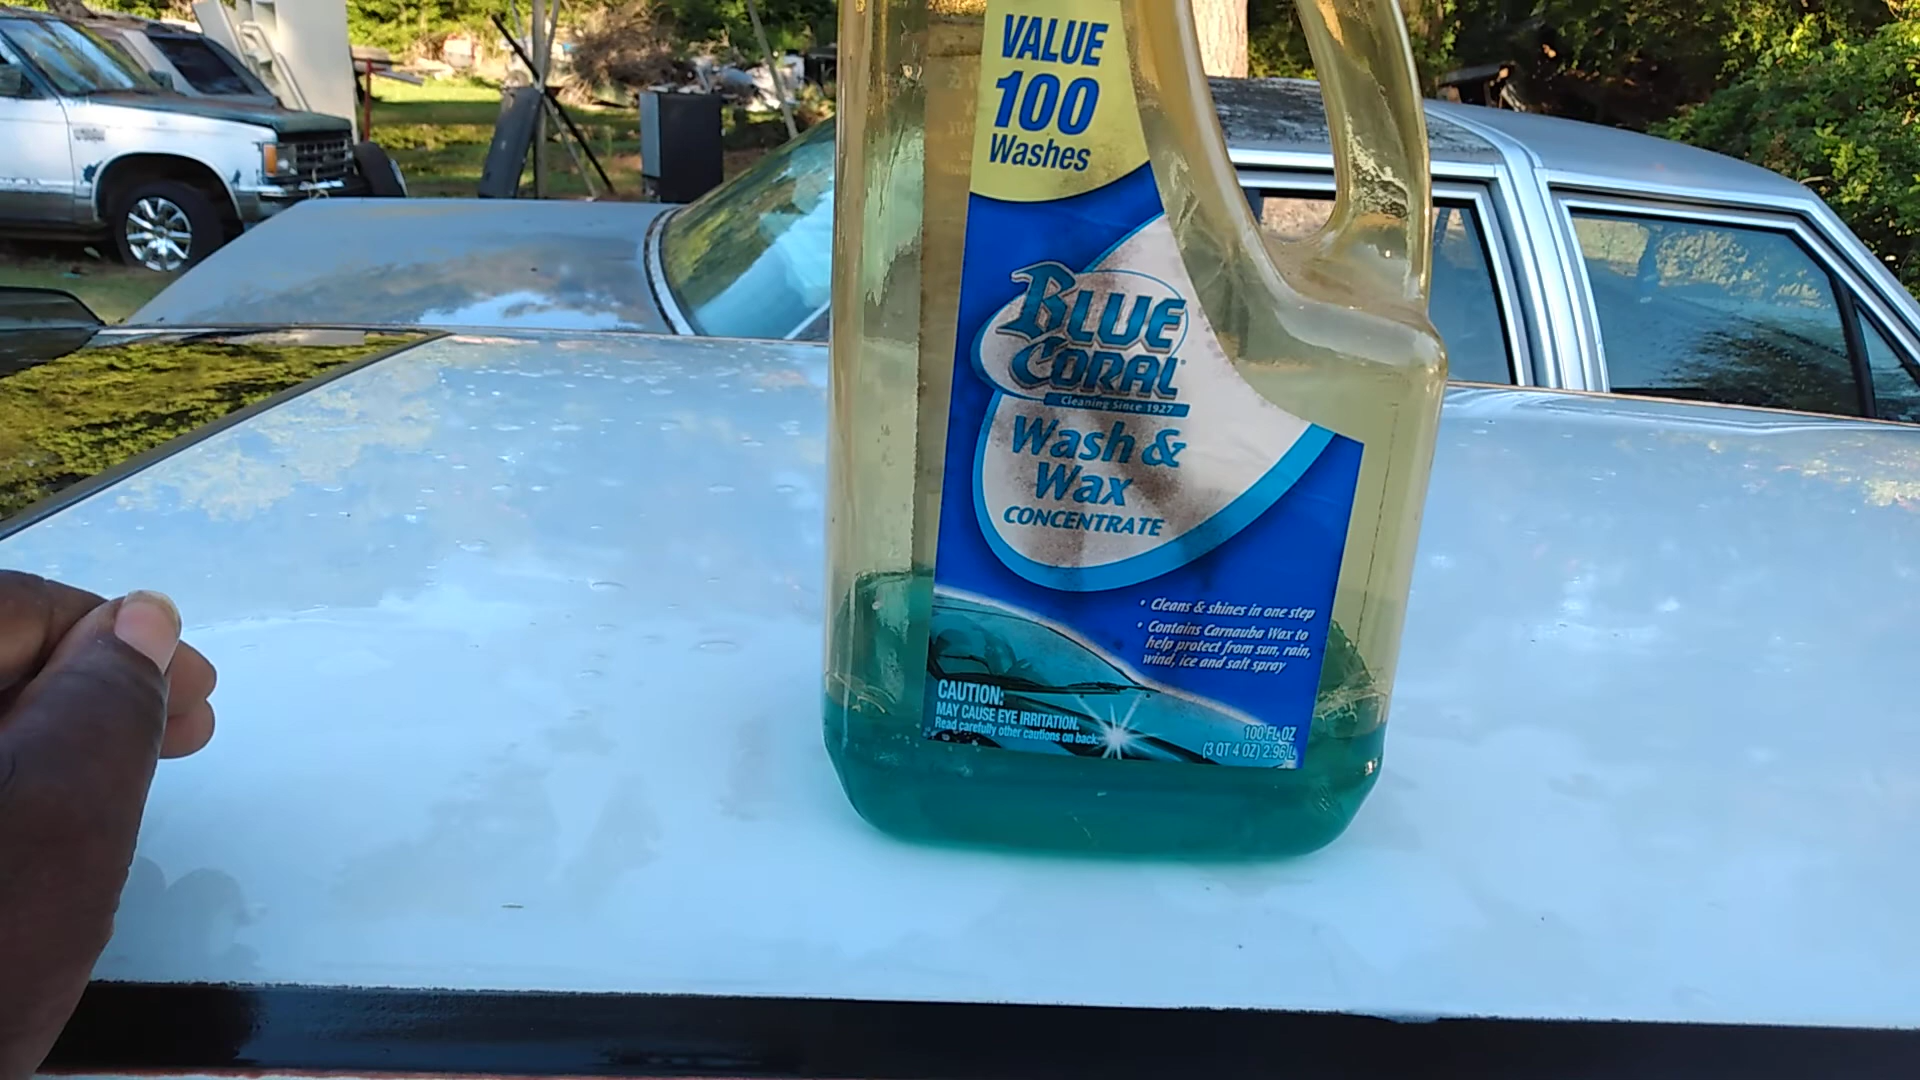 VALUE
100
Washes
BLUE
CORAL
Cleaning Since 1927
Wash &
Wax
CONCENTRATE
• Cleans & shines in one step
• Contains Carnauba Wax to
help protect from sun, rain,
wind, ice and salt spray
CAUTION:
MAY CAUSE EYE IRRITATION.
Read carefully other cautions on back.
100 FL OZ
(3 QT 4 OZ) 2.96 L